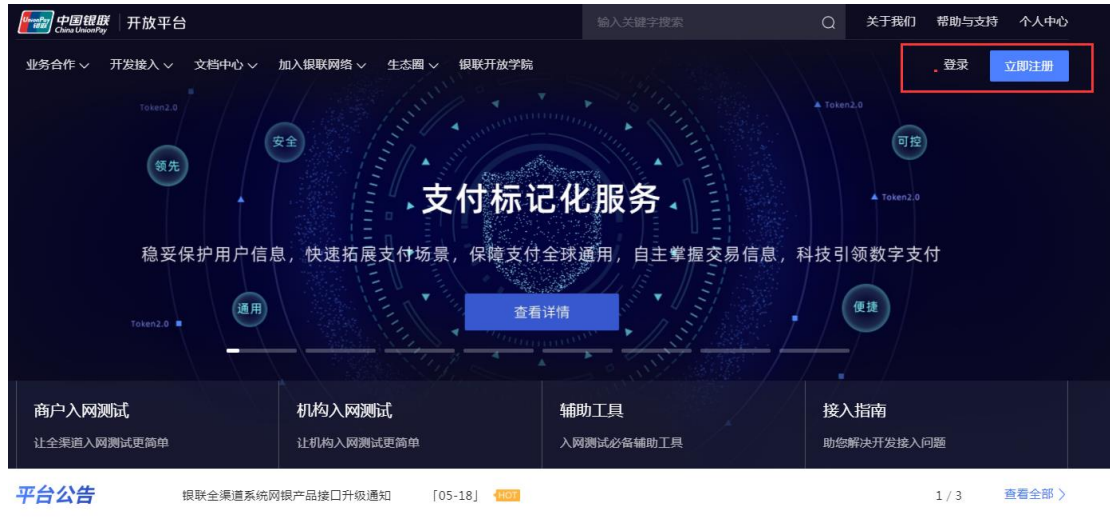 UnionPay 银联 中国银联 China UnionPay 开放平台 输入关键字搜索 关于我们 帮助与支持 个人中心
业务合作 开发接入 文档中心 加入银联网络 生态圈 银联开放学院 登录 立即注册
Token2.0 Token2.0
安全 可控
领先
支付标记化服务 Token2.0
稳妥保护用户信息，快速拓展支付场景，保障支付全球通用，自主掌握交易信息，科技引领数字支付
通用 查看详情 便捷
Token2.0
商户入网测试 机构入网测试 辅助工具 接入指南
让全渠道入网测试更简单 让机构入网测试更简单 入网测试必备辅助工具 助您解决开发接入问题
平台公告 银联全渠道系统网银产品接口升级通知 「05-18」 HOT 1 / 3 查看全部